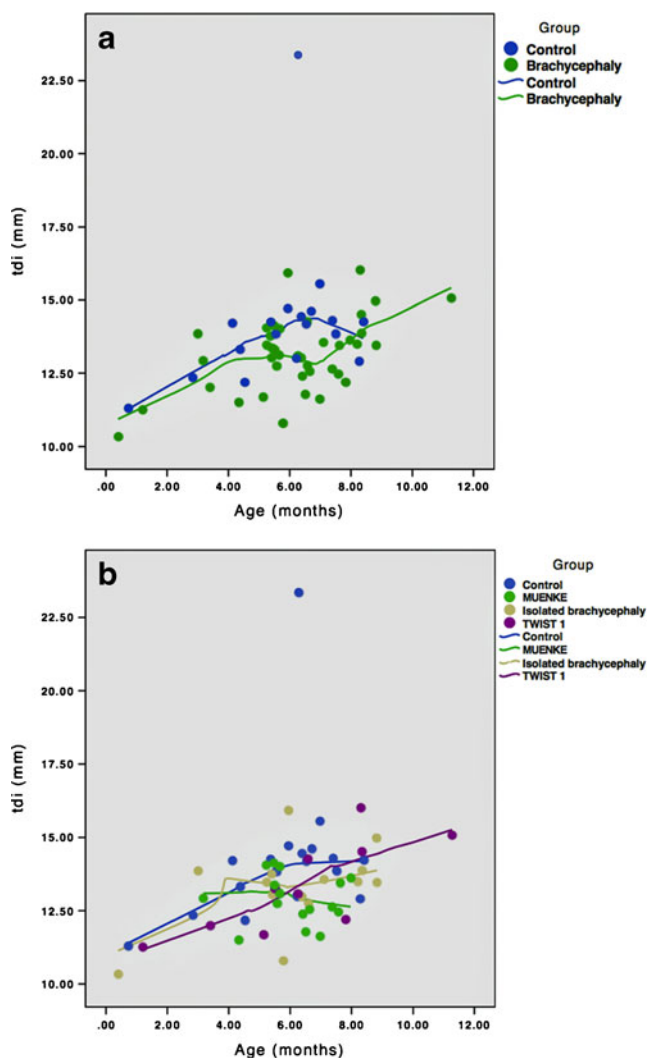 a
Group
Control
Brachycephaly
Control
Brachycephaly
22.50
20.00
17.50
15.00
12.50
10.00
tdi (mm)
.00 2.00 4.00 6.00 8.00 10.00 12.00
Age (months)
b
Group
Control
MUENKE
Isolated brachycephaly
TWIST 1
Control
MUENKE
Isolated brachycephaly
TWIST 1
22.50
20.00
17.50
15.00
12.50
10.00
tdi (mm)
.00 2.00 4.00 6.00 8.00 10.00 12.00
Age (months)